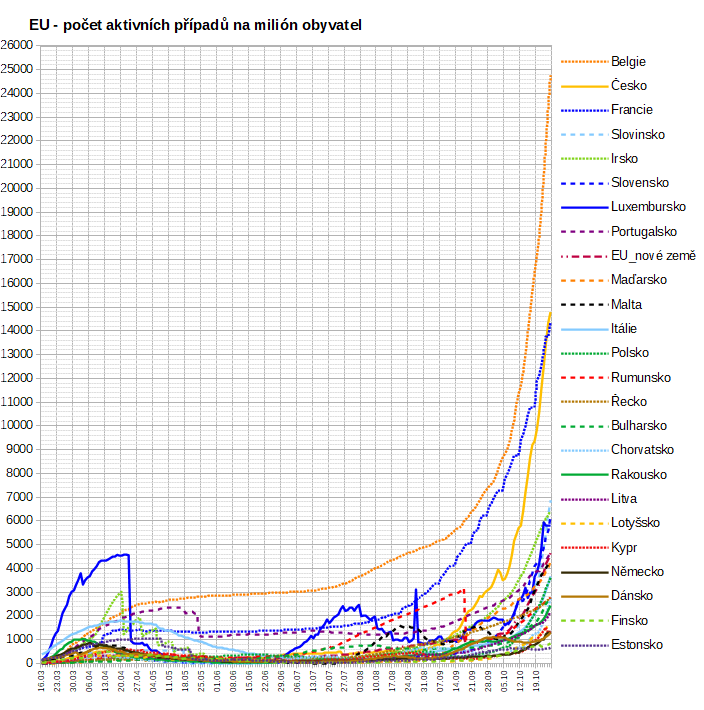 EU - počet aktivních případů na milión obyvatel
26000
25000
24000
23000
22000
21000
20000
19000
18000
17000
16000
15000
14000
13000
12000
11000
10000
9000
8000
7000
6000
5000
4000
3000
2000
1000
0
16.03 23.03 30.03 06.04 13.04 20.04 27.04 04.05 11.05 18.05 25.05 01.06 08.06 15.06 22.06 29.06 06.07 13.07 20.07 27.07 03.08 10.08 17.08 24.08 31.08 07.09 14.09 21.09 28.09 05.10 12.10 19.10
Belgie
Česko
Francie
Slovinsko
Irsko
Slovensko
Luxembursko
Portugalsko
EU_nové země
Maďarsko
Malta
Itálie
Polsko
Rumunsko
Řecko
Bulharsko
Chorvatsko
Rakousko
Litva
Lotyšsko
Kypr
Německo
Dánsko
Finsko
Estonsko